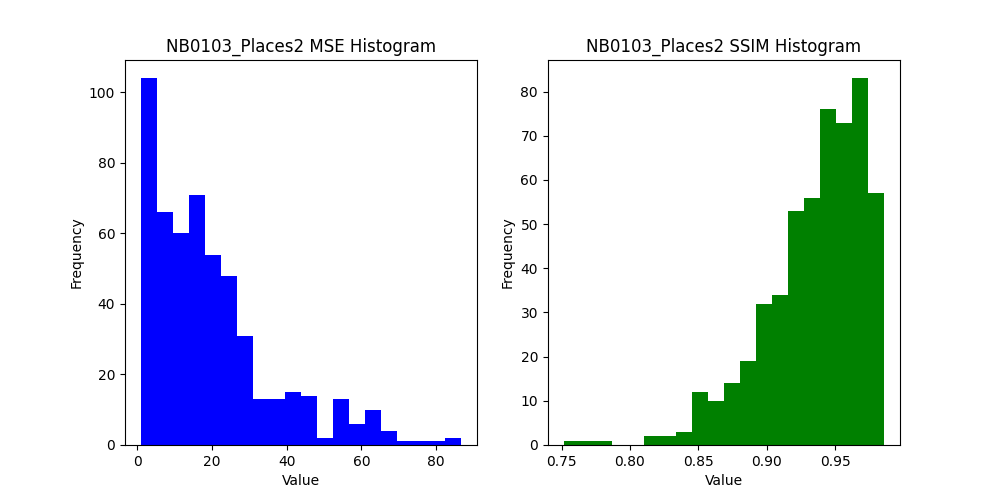 NB0103_Places2 MSE Histogram
Frequency
100
80
60
40
20
0
0 20 40 60 80
Value
NB0103_Places2 SSIM Histogram
Frequency
80
70
60
50
40
30
20
10
0
0.75 0.80 0.85 0.90 0.95
Value